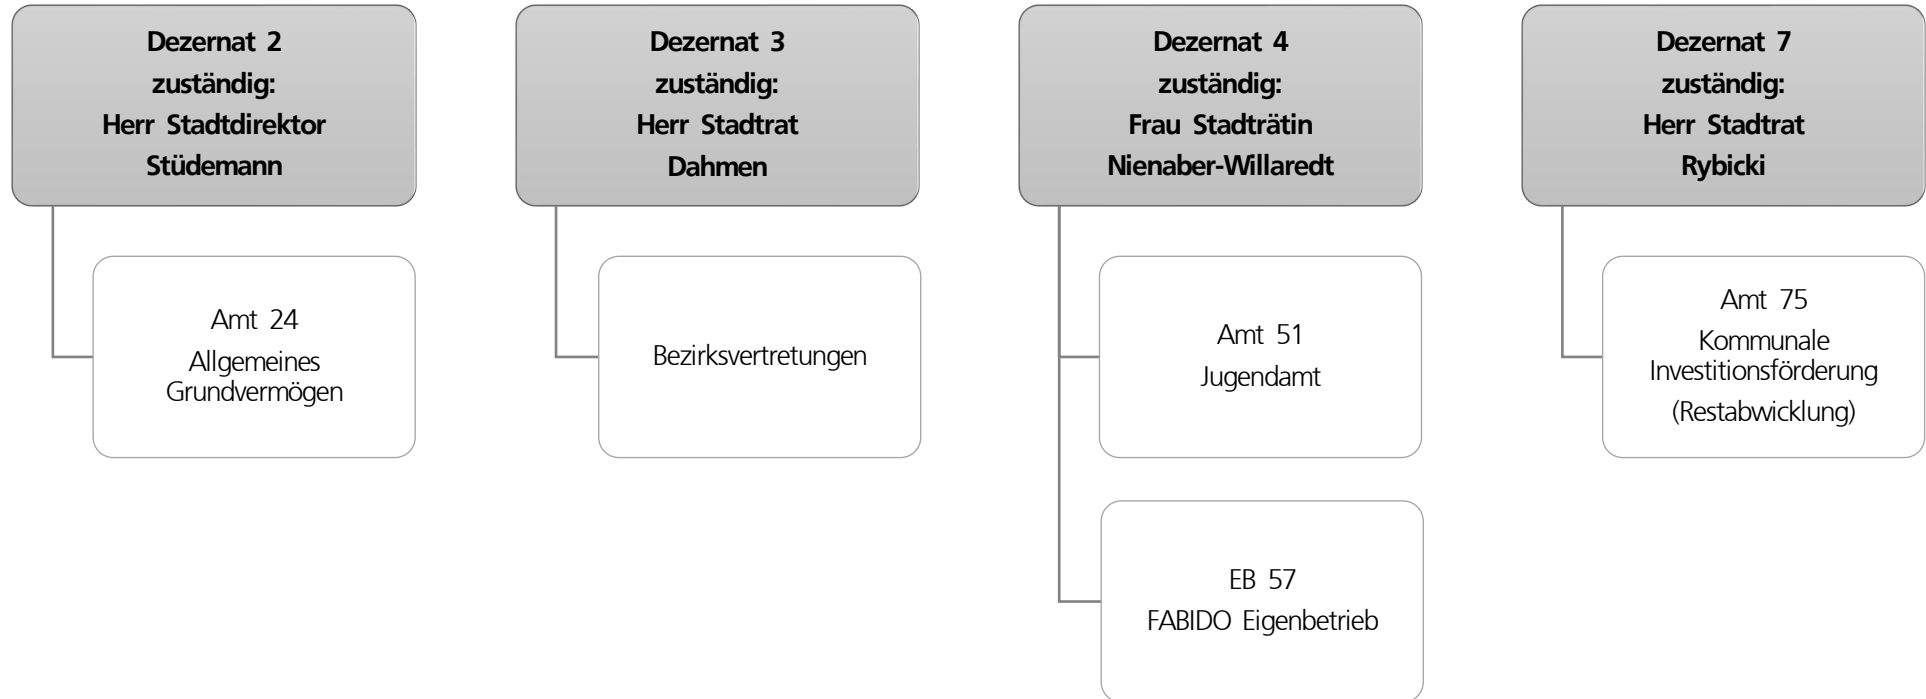 Dezernat 2
zuständig:
Herr Stadtdirektor
Stüdemann
Amt 24
Allgemeines
Grundvermögen
Dezernat 3
zuständig:
Herr Stadtrat
Dahmen
Bezirksvertretungen
Dezernat 4
zuständig:
Frau Stadträtin
Nienaber-Willaredt
Amt 51
Jugendamt
EB 57
FABIDO Eigenbetrieb
Dezernat 7
zuständig:
Herr Stadtrat
Rybicki
Amt 75
Kommunale
Investitionsförderung
(Restabwicklung)